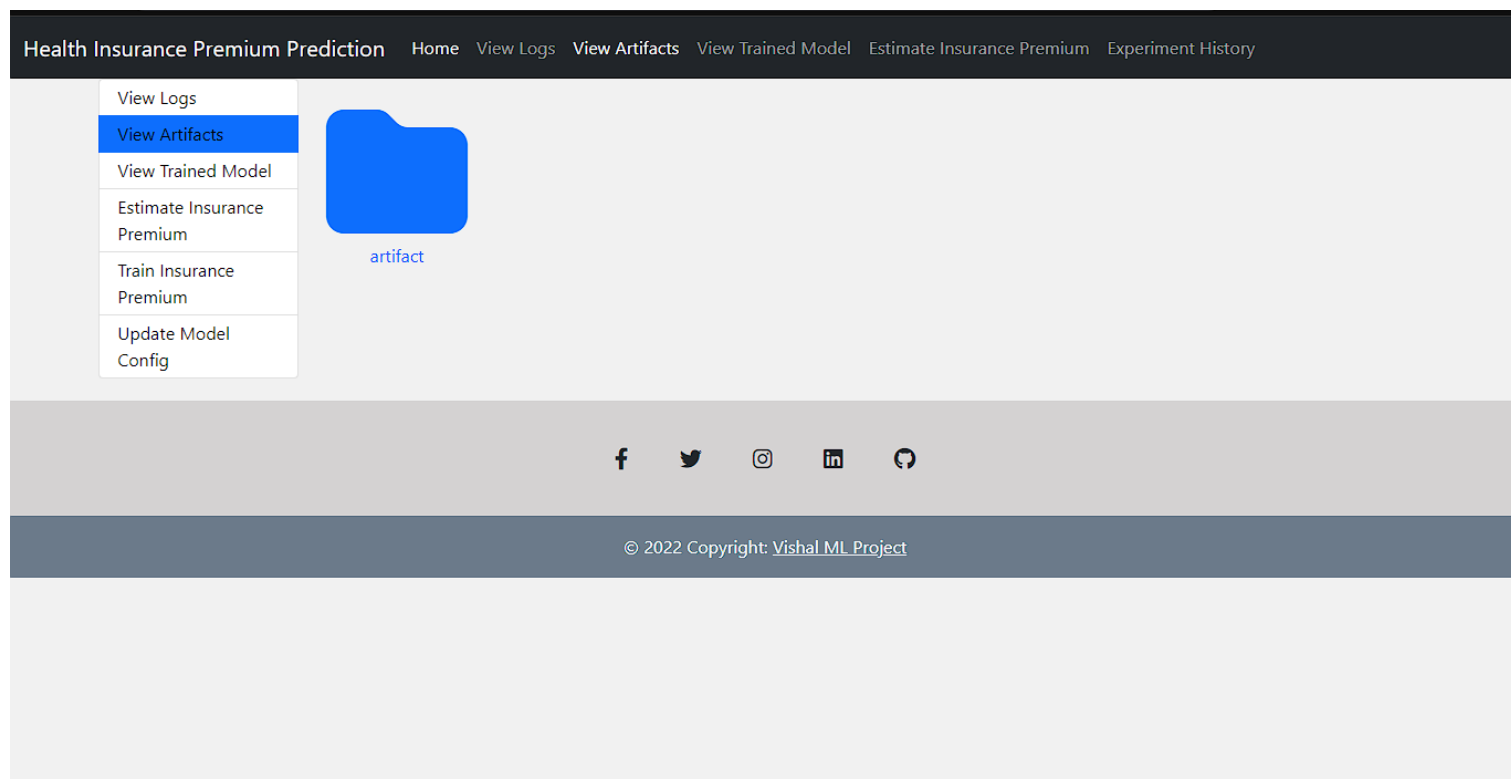 Health Insurance Premium Prediction Home View Logs View Artifacts View Trained Model Estimate Insurance Premium Experiment History
View Logs
View Artifacts
View Trained Model
Estimate Insurance
Premium
Train Insurance
Premium
Update Model
Config
artifact
© 2022 Copyright: Vishal ML Project